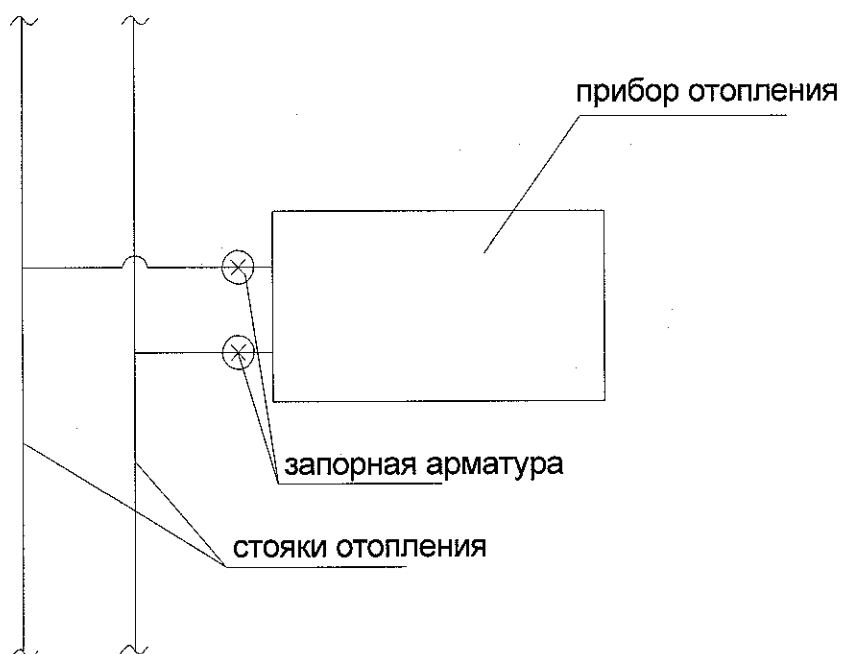 прибор отопления
запорная арматура
стояки отопления